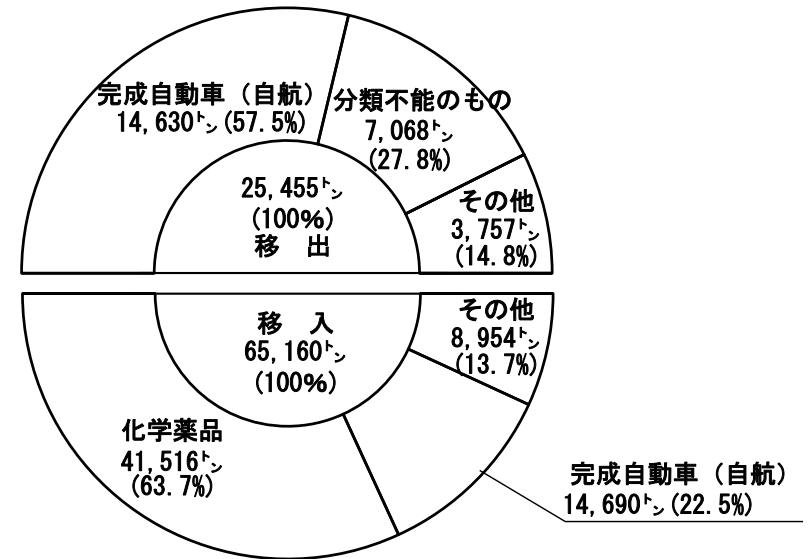 完成自動車（自航）
14,630㌧(57.5%)
分類不能のもの
7,068㌧
(27.8%)
その他
3,757㌧
(14.8%)
25,455㌧
(100%)
移　出
移　入
65,160㌧
(100%)
その他
8,954㌧
(13.7%)
化学薬品
41,516㌧
(63.7%)
完成自動車（自航）
14,690㌧(22.5%)